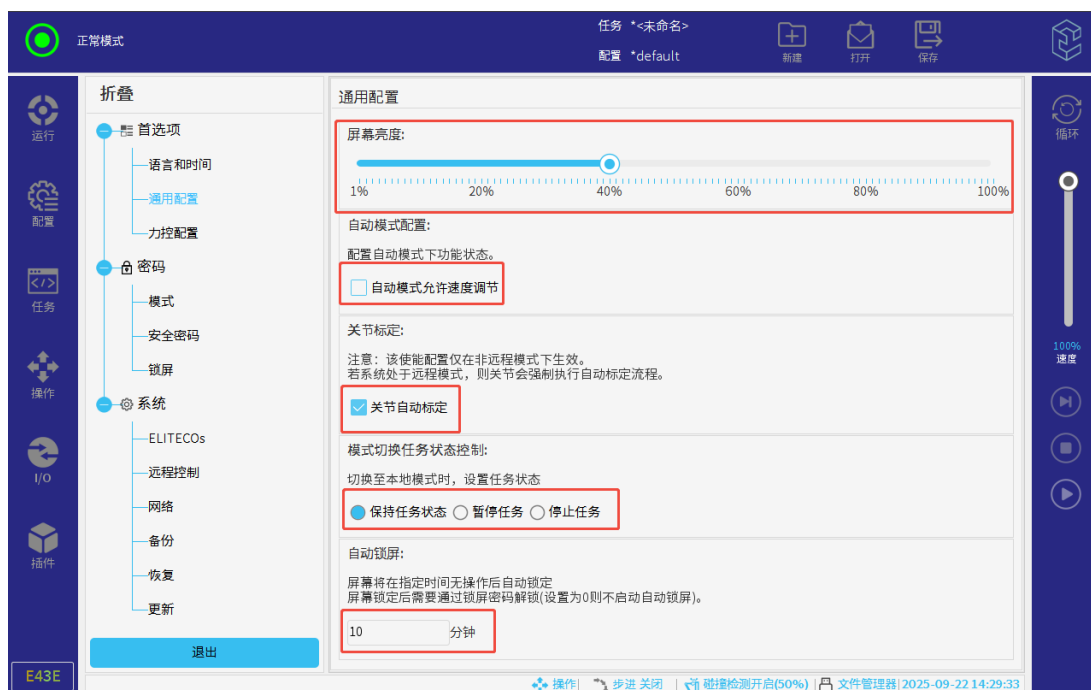 正常模式
任务 *<未命名>
配置 *default
新建
打开
保存
运行
配置
任务
操作
I/O
插件
E43E
折叠
首选项
语言和时间
通用配置
力控配置
密码
模式
安全密码
锁屏
系统
ELITECOs
远程控制
网络
备份
恢复
更新
退出
通用配置
屏幕亮度:
1% 20% 40% 60% 80% 100%
自动模式配置:
配置自动模式下功能状态。
自动模式允许速度调节
关节标定:
注意：该使能配置仅在非远程模式下生效。
若系统处于远程模式，则关节会强制执行自动标定流程。
关节自动标定
模式切换任务状态控制:
切换至本地模式时，设置任务状态
保持任务状态 暂停任务 停止任务
自动锁屏:
屏幕将在指定时间无操作后自动锁定
屏幕锁定后需要通过锁屏密码解锁(设置为0则不启动自动锁屏)。
10 分钟
循环
100%
速度
操作| 步进 关闭 | 碰撞检测开启(50%) | 文件管理器|2025-09-22 14:29:33